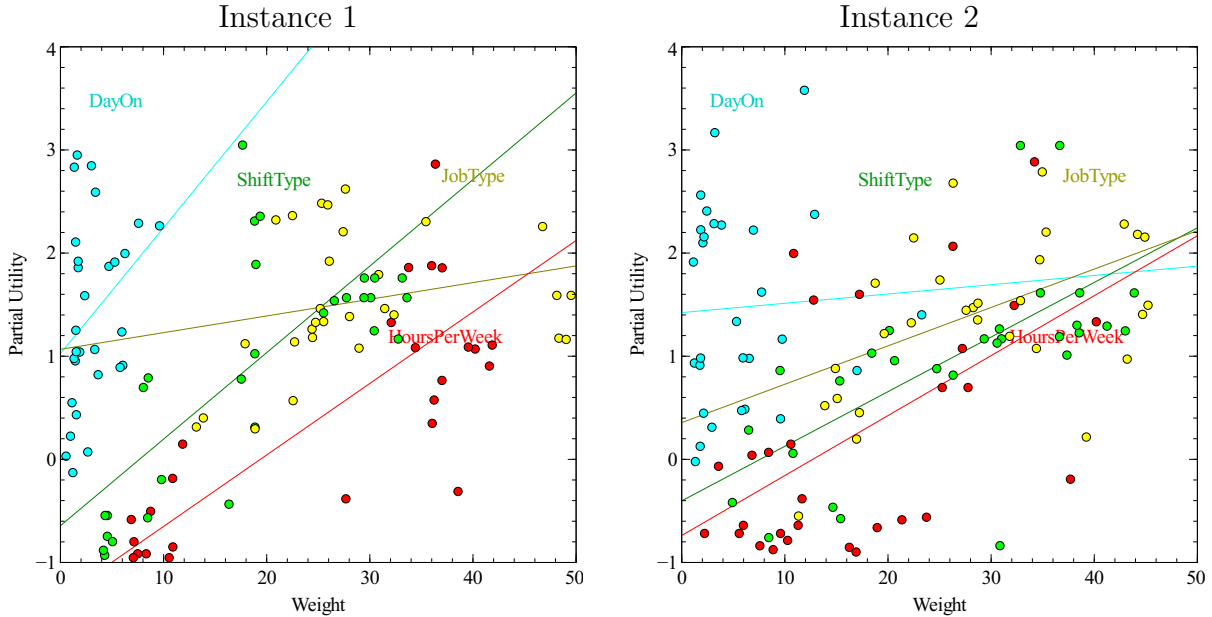 Instance 1
Instance 2
4
DayOn
3
ShiftType
JobType
2
HoursPerWeek
1
0
−1
0
10
20
30
40
50
Partial Utility
Weight
4
DayOn
3
ShiftType
JobType
2
HoursPerWeek
1
0
−1
0
10
20
30
40
50
Partial Utility
Weight